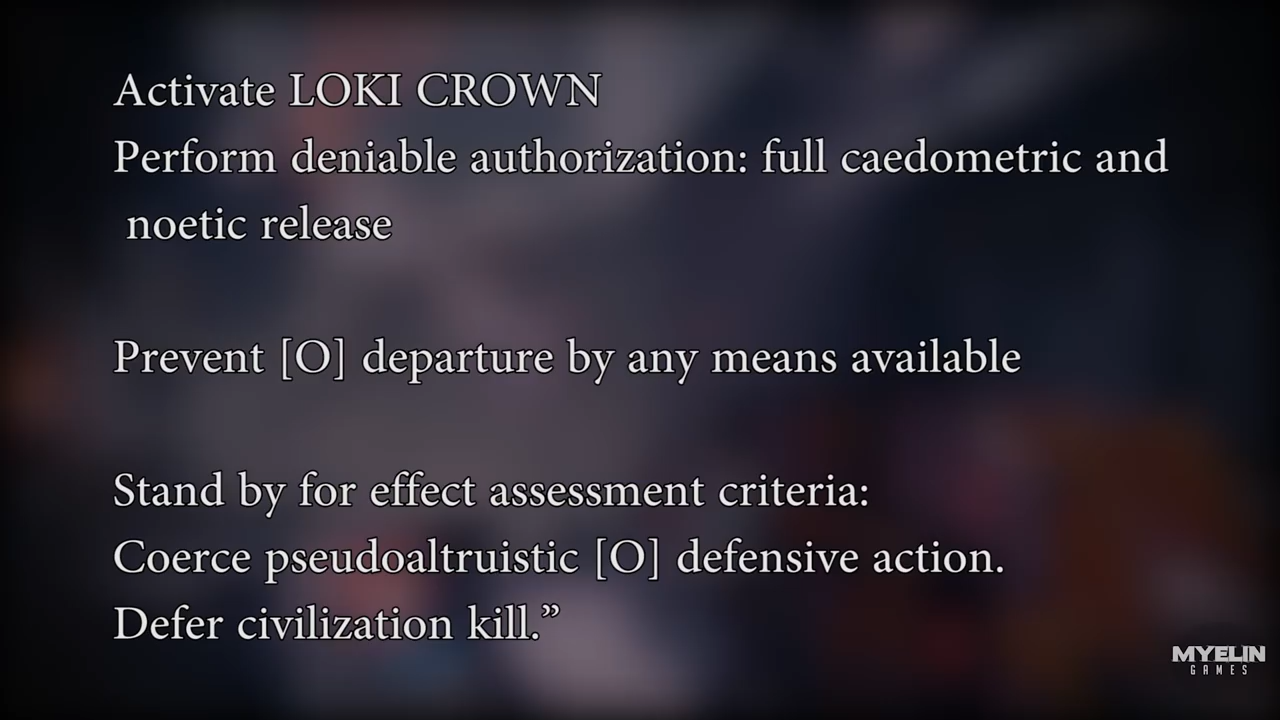 Activate LOKI CROWN
Perform deniable authorization: full caedometric and
noetic release
Prevent [O] departure by any means available
Stand by for effect assessment criteria:
Coerce pseudoaltruistic [O] defensive action.
Defer civilization kill.”
MYELIN
GAMES